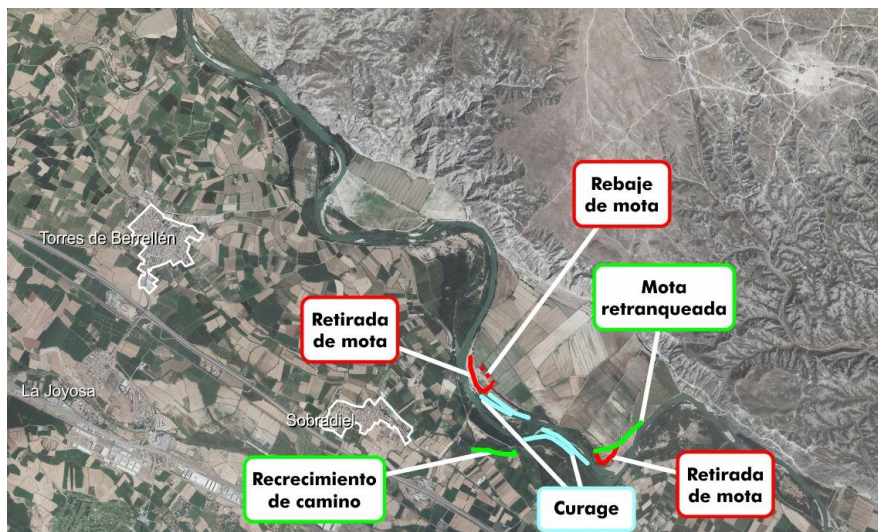 Rebaje
de mota
Torres de Berrellén
Mota
retranqueada
Retirada
de mota
La Joyosa
Sobradiel
Recrecimiento
de camino
Curage
Retirada
de mota